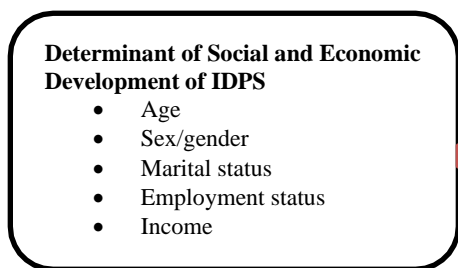 Determinant of Social and Economic
Development of IDPS
• Age
• Sex/gender
• Marital status
• Employment status
• Income